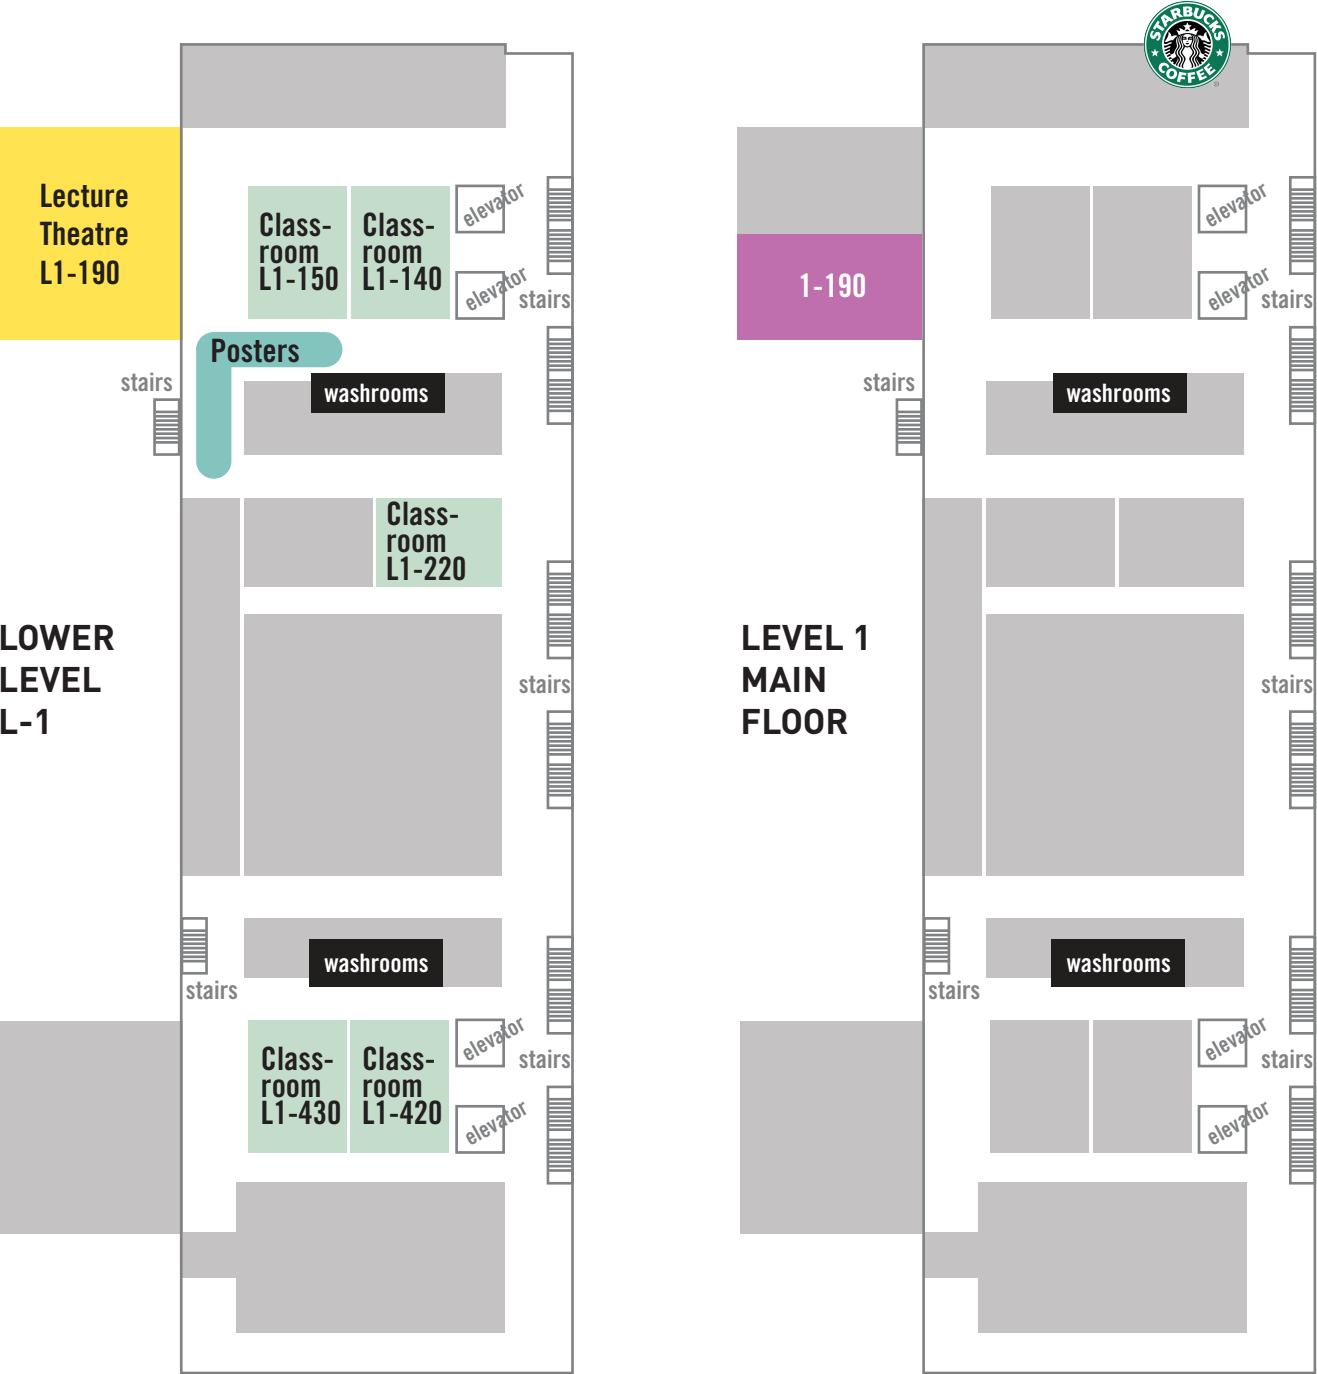 STARBUCKS
COFFEE
®
Lecture
Theatre
L1-190
Class-
room
L1-150
Class-
room
L1-140
elevator
elevator
stairs
Posters
stairs
washrooms
Class-
room
L1-220
LOWER
LEVEL
L-1
stairs
washrooms
stairs
Class-
room
L1-430
Class-
room
L1-420
elevator
stairs
elevator
elevator
elevator
stairs
1-190
stairs
washrooms
LEVEL 1
MAIN
FLOOR
stairs
washrooms
stairs
elevator
stairs
elevator